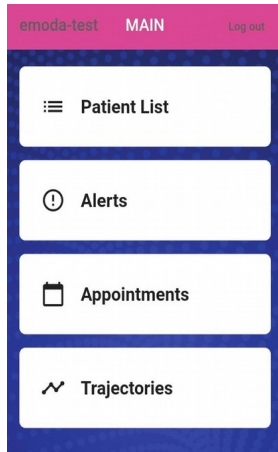 emoda-test MAIN Log out
Patient List
Alerts
Appointments
Trajectories